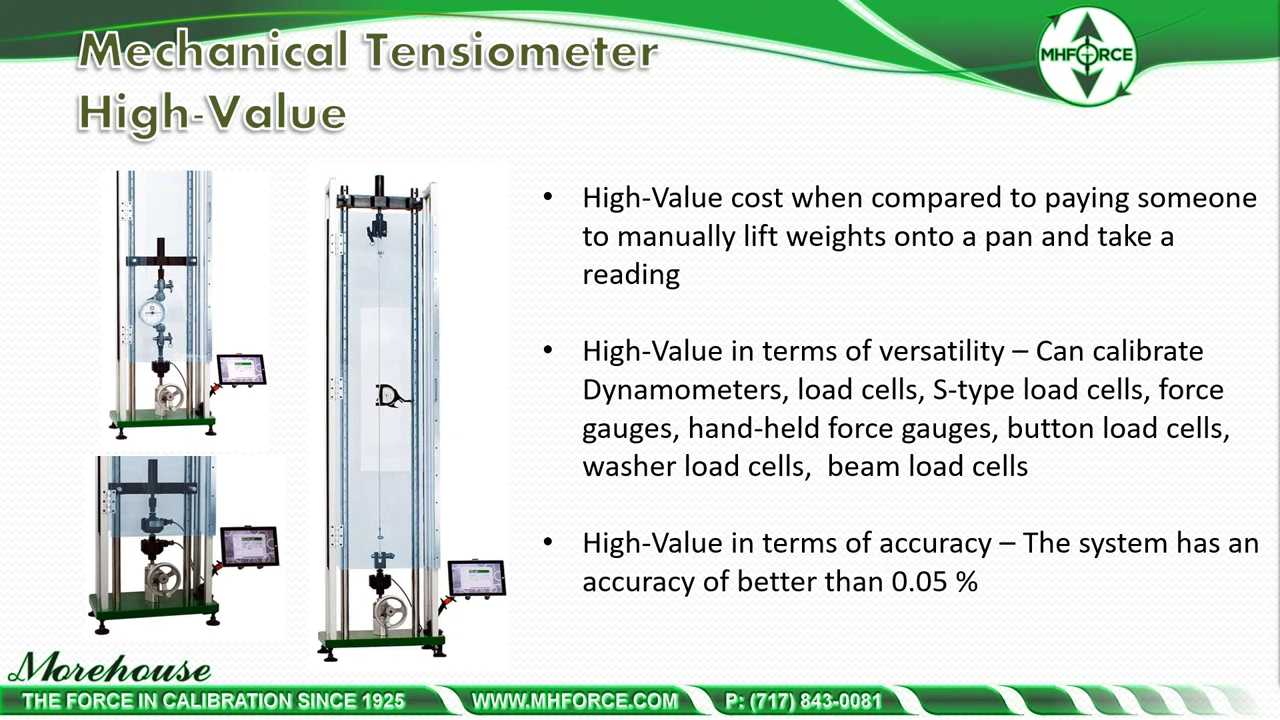 Mechanical Tensiometer
High-Value
MHFORCE
• High-Value cost when compared to paying someone
to manually lift weights onto a pan and take a
reading
• High-Value in terms of versatility – Can calibrate
Dynamometers, load cells, S-type load cells, force
gauges, hand-held force gauges, button load cells,
washer load cells,  beam load cells
• High-Value in terms of accuracy – The system has an
accuracy of better than 0.05 %
Morehouse
THE FORCE IN CALIBRATION SINCE 1925
WWW.MHFORCE.COM
P: (717) 843-0081